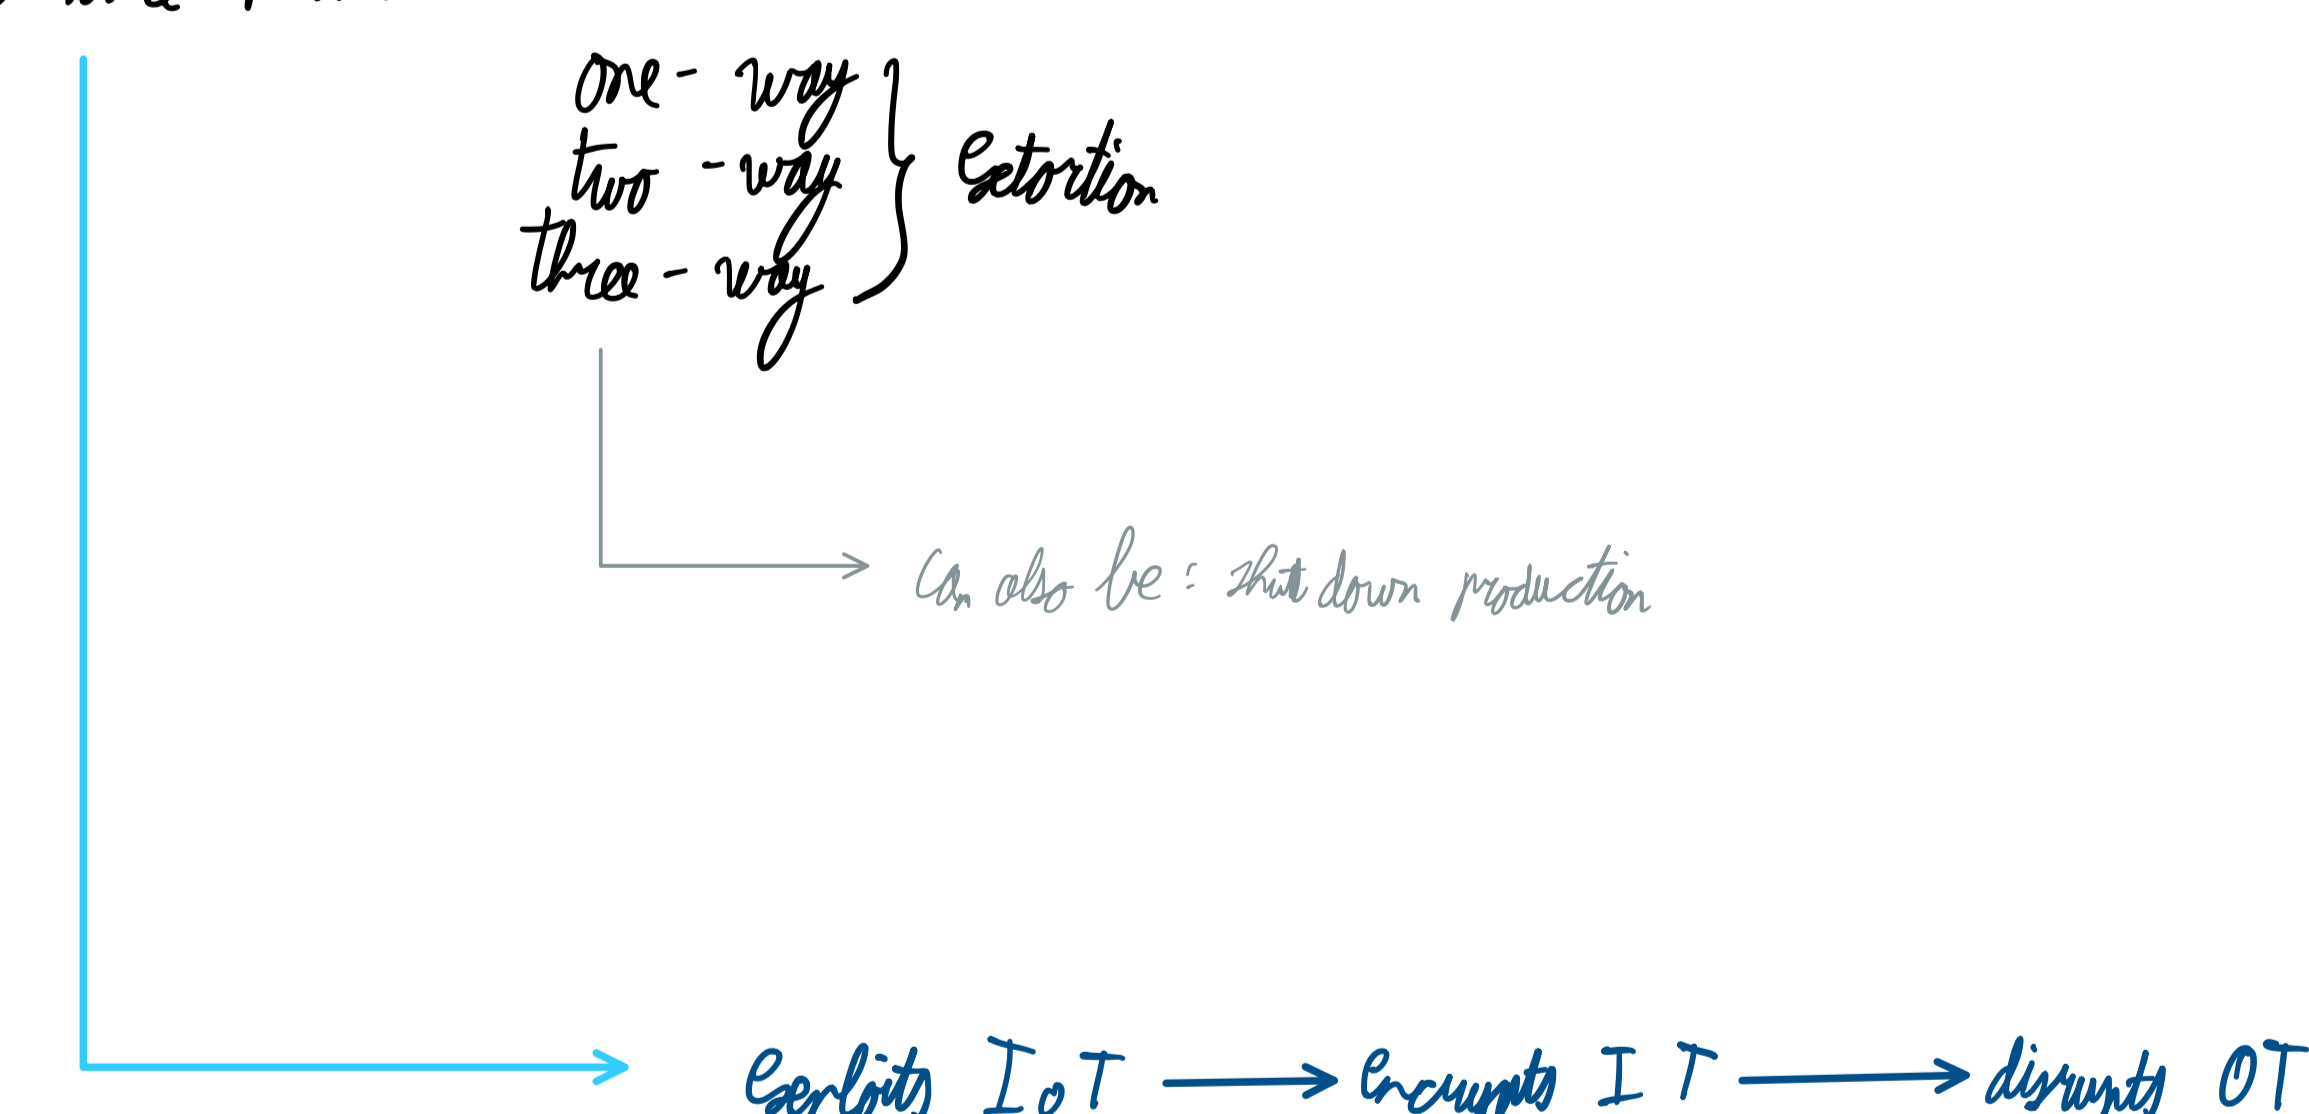 one - way
two - way
three - way
Extortion
Can also be : shut down production
Exploits IoT → Encrypts IT → disrupts OT